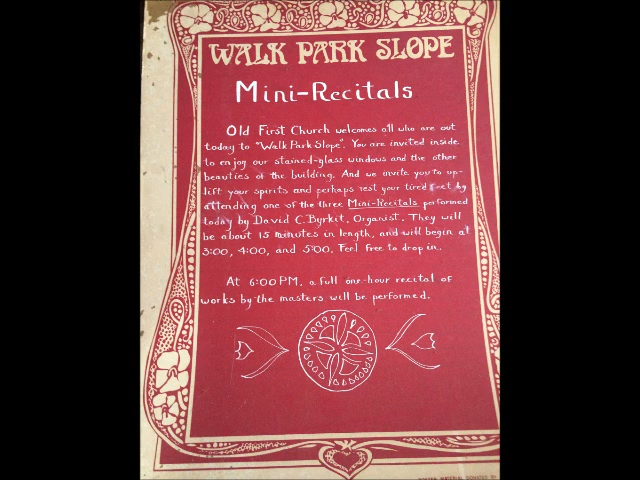 WALK PARK SLOPE
Mini-Recitals
Old First Church welcomes all who are out
today to "Walk Park Slope". You are invited inside
to enjoy our stained-glass windows and the other
beauties of the building. And we invite you to up-
lift your spirits and perhaps rest your tired feet by
attending one of the three Mini-Recitals performed
today by David C. Byrkit, Organist. They will
be about 15 minutes in length, and will begin at
3:00, 4:00, and 5:00. Feel free to drop in.
At 6:00 PM, a full one-hour recital of
works by the masters will be performed.